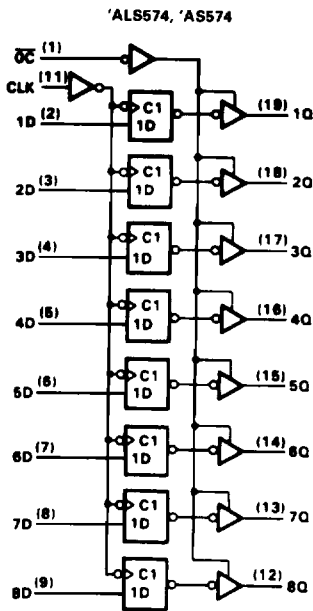 'ALS574, 'AS574
OC (1)
CLK (11)
C1 (19)
1D (2) 1D 1Q
C1 (18)
2D (3) 1D 2Q
C1 (17)
3D (4) 1D 3Q
C1 (16)
4D (5) 1D 4Q
C1 (15)
5D (6) 1D 5Q
C1 (14)
6D (7) 1D 6Q
C1 (13)
7D (8) 1D 7Q
C1 (12)
8D (9) 1D 8Q